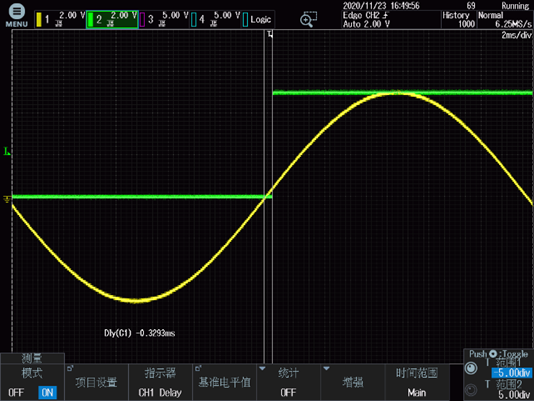 2020/11/23 16:49:56 69 Running
MENU 1 2.00 V 2 2.00 V 3 5.00 V 4 5.00 V Logic Edge CH2 History Normal
Auto 2.00 V 1000 6.25MS/s
2ms/div
Dly(C1) -0.3293ms
Push :Toggle
测量
模式 项目设置 指示器 基准电平值 统计 增强 时间范围 T 范围1
OFF ON CH1 Delay OFF Main -5.00div
T 范围2
5.00div